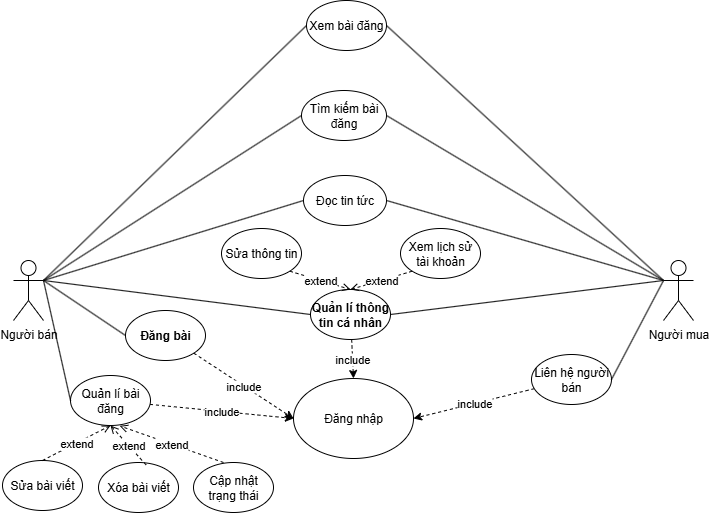 Xem bài đăng
Tìm kiếm bài
đăng
Đọc tin tức
Sửa thông tin
Xem lịch sử
tài khoản
extend
extend
Quản lí thông
tin cá nhân
Người bán
Người mua
Đăng bài
include
Liên hệ người
bán
Quản lí bài
đăng
include
include
include
Đăng nhập
extend
extend
extend
Sửa bài viết
Xóa bài viết
Cập nhật
trạng thái